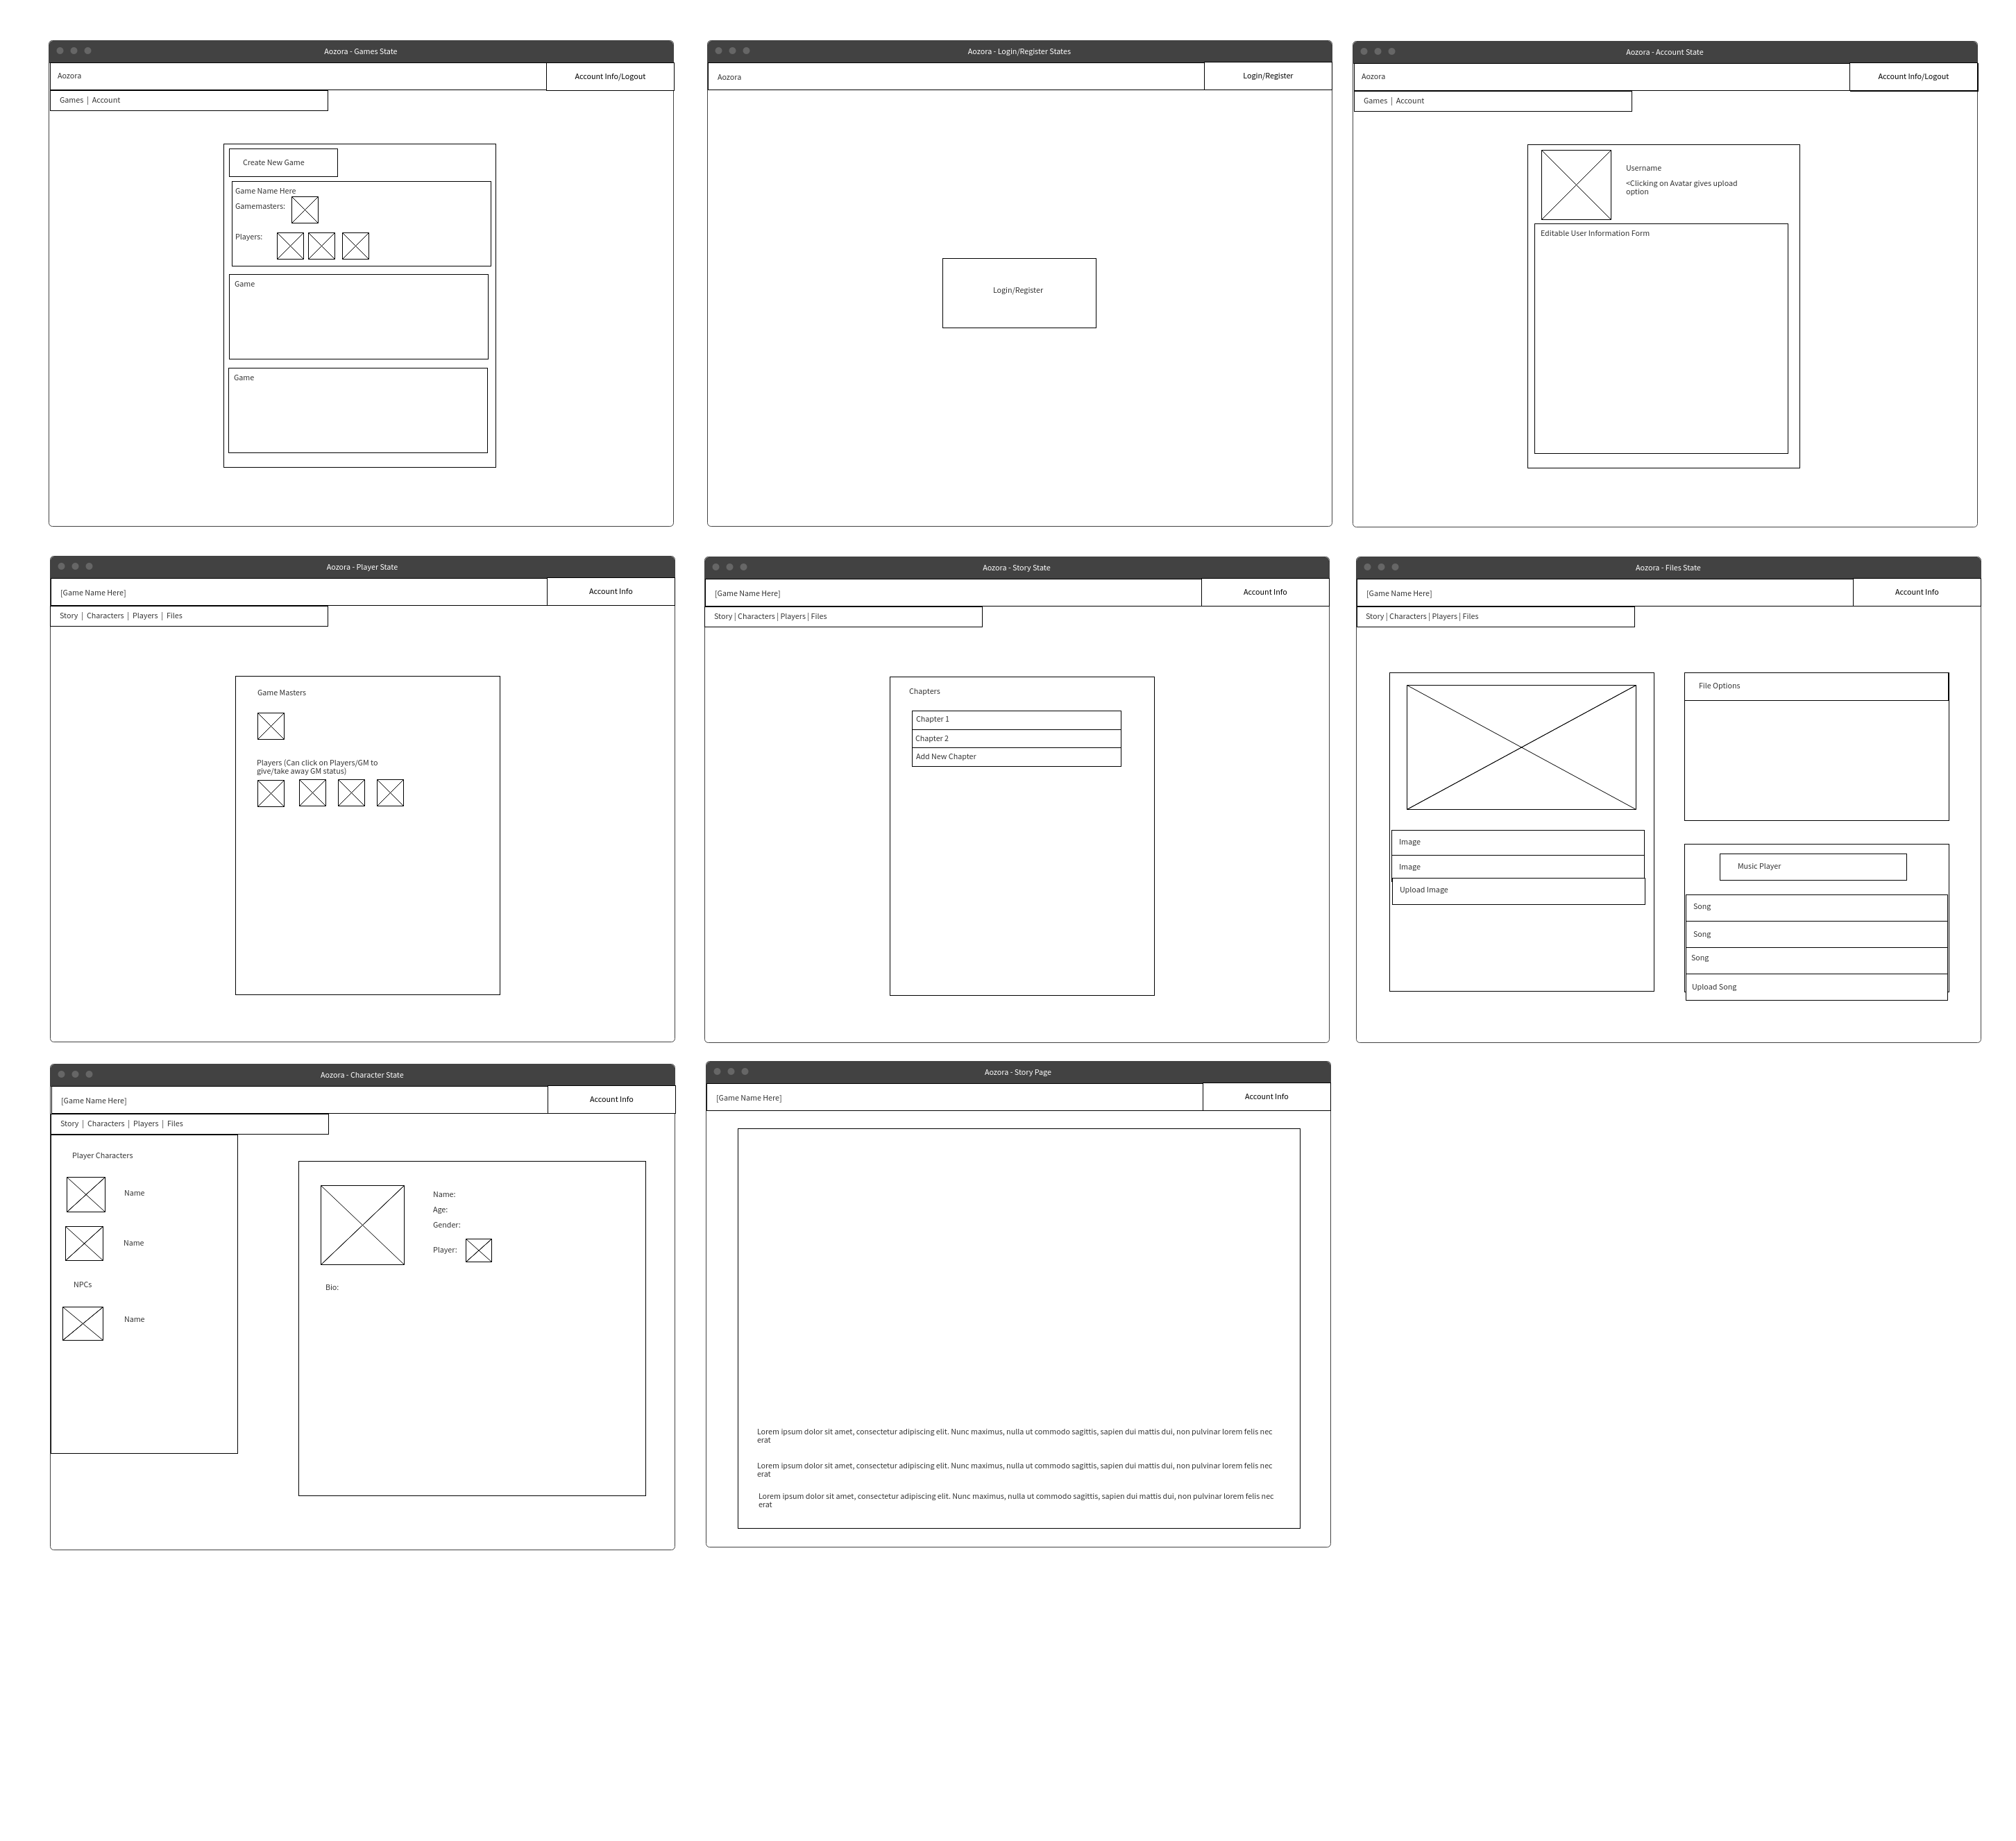 Aozora - Games State
Aozora
Account Info/Logout
Games | Account
Create New Game
Game Name Here
Gamemasters:
Players:
Game
Game
Aozora - Login/Register States
Aozora
Login/Register
Login/Register
Aozora - Account State
Aozora
Account Info/Logout
Games | Account
Username
<Clicking on Avatar gives upload
option
Editable User Information Form
Aozora - Player State
[Game Name Here]
Account Info
Story | Characters | Players | Files
Game Masters
Players (Can click on Players/GM to
give/take away GM status)
Aozora - Story State
[Game Name Here]
Account Info
Story | Characters | Players | Files
Chapters
Chapter 1
Chapter 2
Add New Chapter
Aozora - Files State
[Game Name Here]
Account Info
Story | Characters | Players | Files
Image
Image
Upload Image
File Options
Music Player
Song
Song
Song
Upload Song
Aozora - Character State
[Game Name Here]
Account Info
Story | Characters | Players | Files
Player Characters
Name
Name
NPCs
Name
Name:
Age:
Gender:
Player:
Bio:
Aozora - Story Page
[Game Name Here]
Account Info
Lorem ipsum dolor sit amet, consectetur adipiscing elit. Nunc maximus, nulla ut commodo sagittis, sapien dui mattis dui, non pulvinar lorem felis nec
erat
Lorem ipsum dolor sit amet, consectetur adipiscing elit. Nunc maximus, nulla ut commodo sagittis, sapien dui mattis dui, non pulvinar lorem felis nec
erat
Lorem ipsum dolor sit amet, consectetur adipiscing elit. Nunc maximus, nulla ut commodo sagittis, sapien dui mattis dui, non pulvinar lorem felis nec
erat